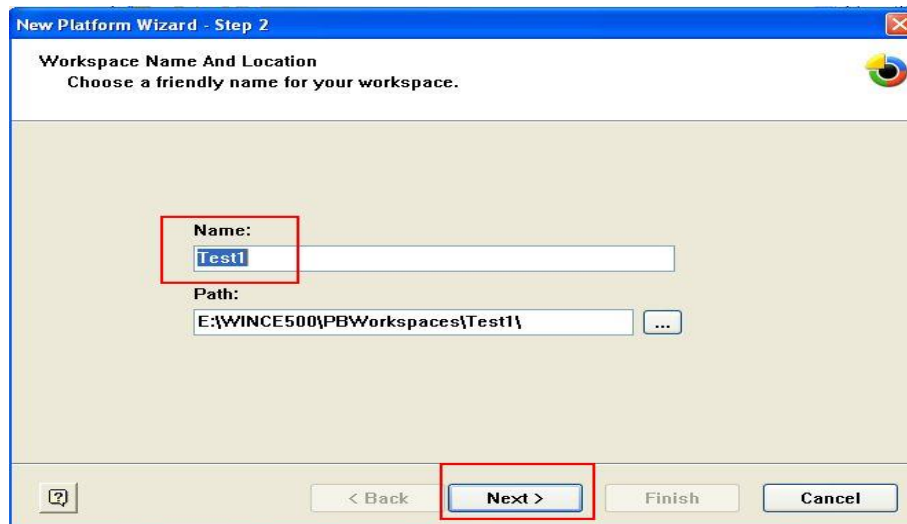 New Platform Wizard - Step 2
Workspace Name And Location
Choose a friendly name for your workspace.
Name:
Test1
Path:
E:\WINCE500\PBWorkspaces\Test1\
...
?
< Back
Next >
Finish
Cancel